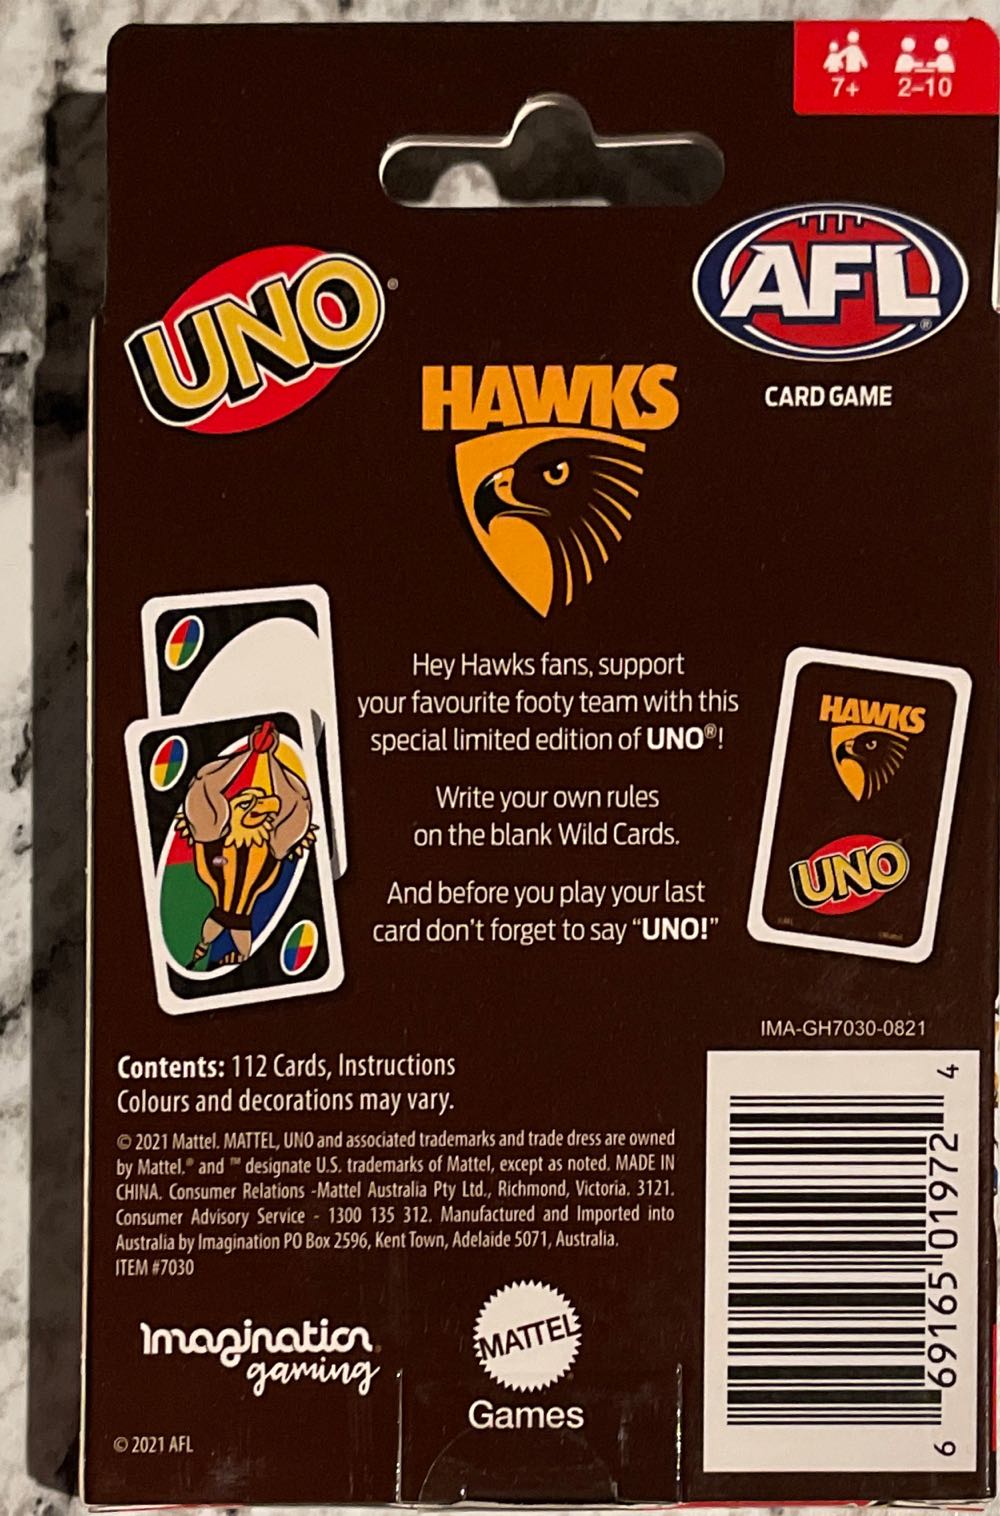 7+ 2-10
UNO®
AFL®
CARD GAME
HAWKS
Hey Hawks fans, support
your favourite footy team with this
special limited edition of UNO®!
Write your own rules
on the blank Wild Cards.
And before you play your last
card don't forget to say “UNO!”
HAWKS
UNO
IMA-GH7030-0821
Contents: 112 Cards, Instructions
Colours and decorations may vary.
© 2021 Mattel. MATTEL, UNO and associated trademarks and trade dress are owned
by Mattel.® and ™ designate U.S. trademarks of Mattel, except as noted. MADE IN
CHINA. Consumer Relations -Mattel Australia Pty Ltd., Richmond, Victoria. 3121.
Consumer Advisory Service - 1300 135 312. Manufactured and Imported into
Australia by Imagination PO Box 2596, Kent Town, Adelaide 5071, Australia.
ITEM #7030
Imagination
gaming
MATTEL
Games
© 2021 AFL
6 69165 01972 4